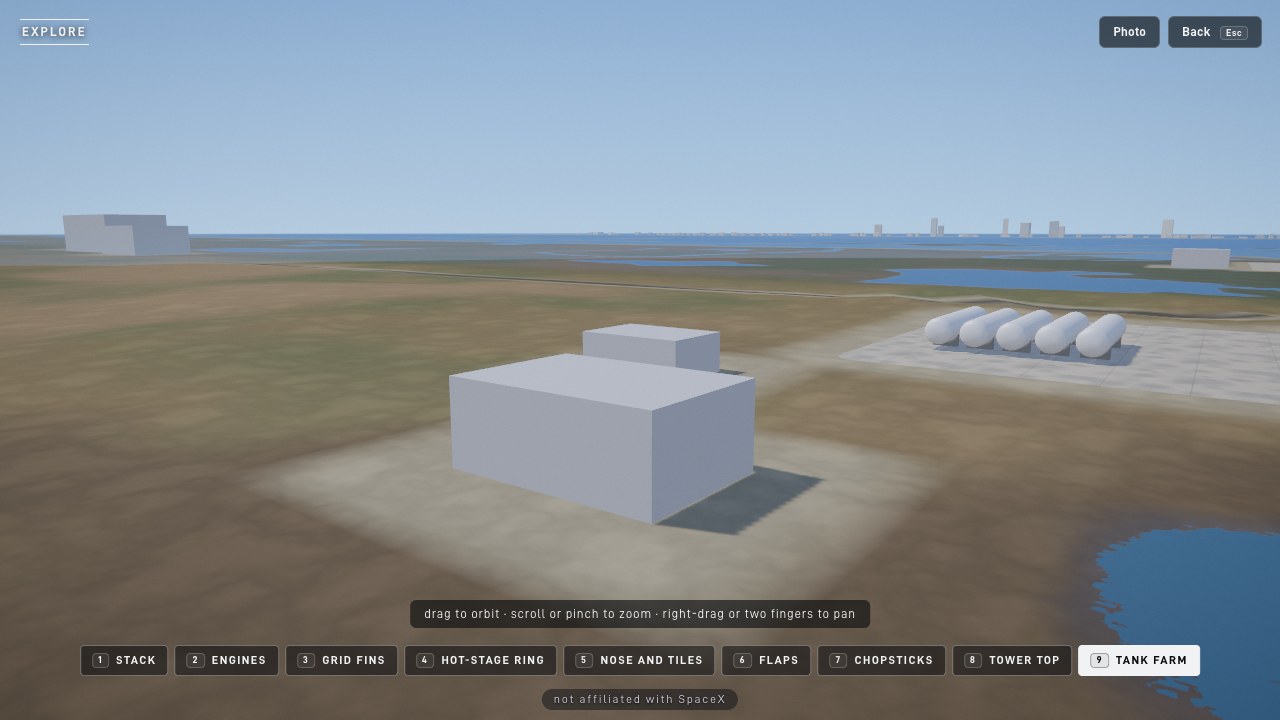 EXPLORE
Photo
Back Esc
drag to orbit · scroll or pinch to zoom · right-drag or two fingers to pan
1 STACK 2 ENGINES 3 GRID FINS 4 HOT-STAGE RING 5 NOSE AND TILES 6 FLAPS 7 CHOPSTICKS 8 TOWER TOP 9 TANK FARM
not affiliated with SpaceX